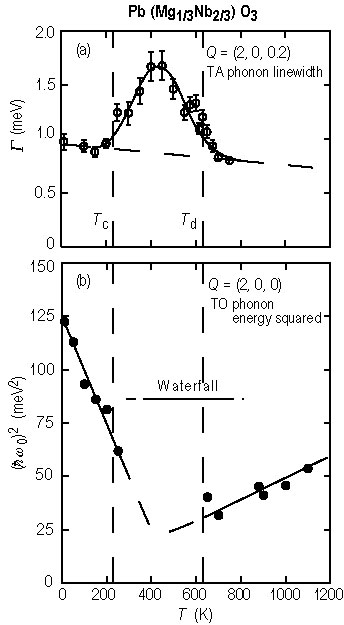 Pb (Mg1/3Nb2/3) O3
2.0
(a)
Q = (2, 0, 0.2)
TA phonon linewidth
1.5
Γ (meV)
1.0
0.5
Tc
Td
0.0
150
(b)
Q = (2, 0, 0)
TO phonon
energy squared
125
100
Waterfall
(ħω0)2 (meV2)
75
50
25
0
0 200 400 600 800 1000 1200
T (K)